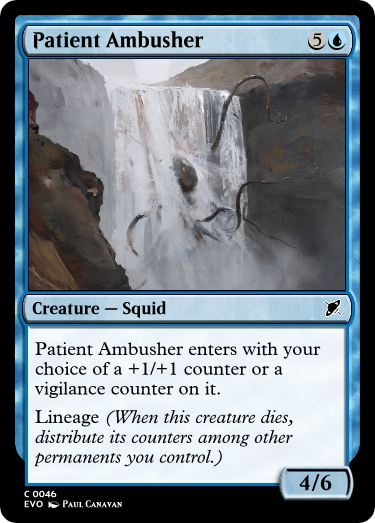 Patient Ambusher 5
Creature — Squid
Patient Ambusher enters with your
choice of a +1/+1 counter or a
vigilance counter on it.
Lineage (When this creature dies,
distribute its counters among other
permanents you control.)
4/6
C 0046
EVO Paul Canavan